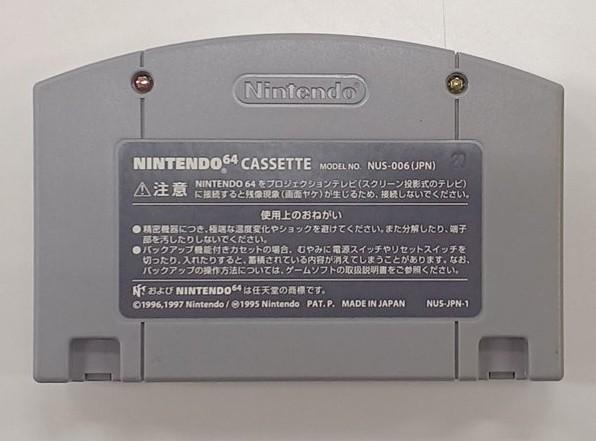 Nintendo®
NINTENDO64 CASSETTE MODEL NO. NUS-006(JPN)
⚠注意 NINTENDO 64 をプロジェクションテレビ(スクリーン投影式のテレビ)
に接続すると残像現象(画面ヤケ)が生じるため、接続しないでください。
使用上のおねがい
●精密機器につき、極端な温度変化やショックを避けてください。また分解したり、端子
部を汚したりしないでください。
●バックアップ機能付きカセットの場合、むやみに電源スイッチやリセットスイッチを
切ったり、入れたりすると、蓄積されている内容が消えてしまうことがあります。なお、
バックアップの操作方法については、ゲームソフトの取扱説明書をご参照ください。
および NINTENDO64 は任天堂の商標です。
©1996,1997 Nintendo/Ⓜ1995 Nintendo PAT. P. MADE IN JAPAN NUS-JPN-1